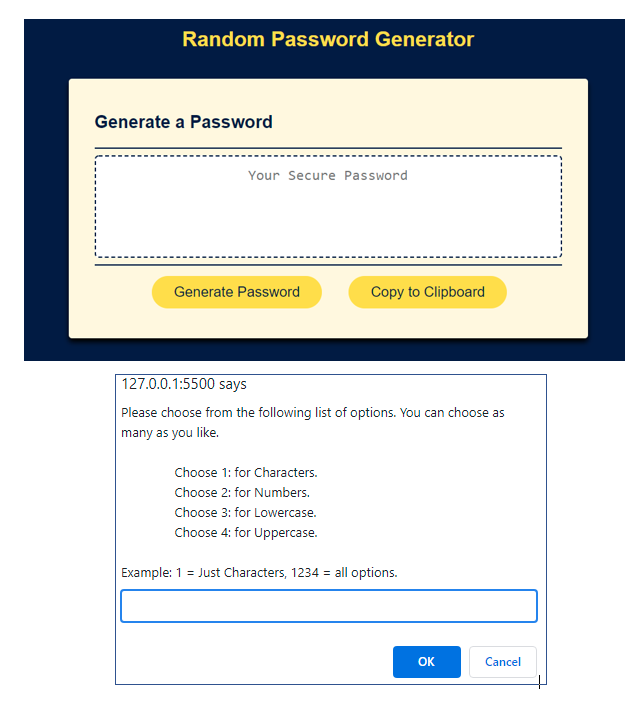 Random Password Generator
Generate a Password
Your Secure Password
Generate Password Copy to Clipboard
127.0.0.1:5500 says
Please choose from the following list of options. You can choose as
many as you like.
Choose 1: for Characters.
Choose 2: for Numbers.
Choose 3: for Lowercase.
Choose 4: for Uppercase.
Example: 1 = Just Characters, 1234 = all options.
OK Cancel